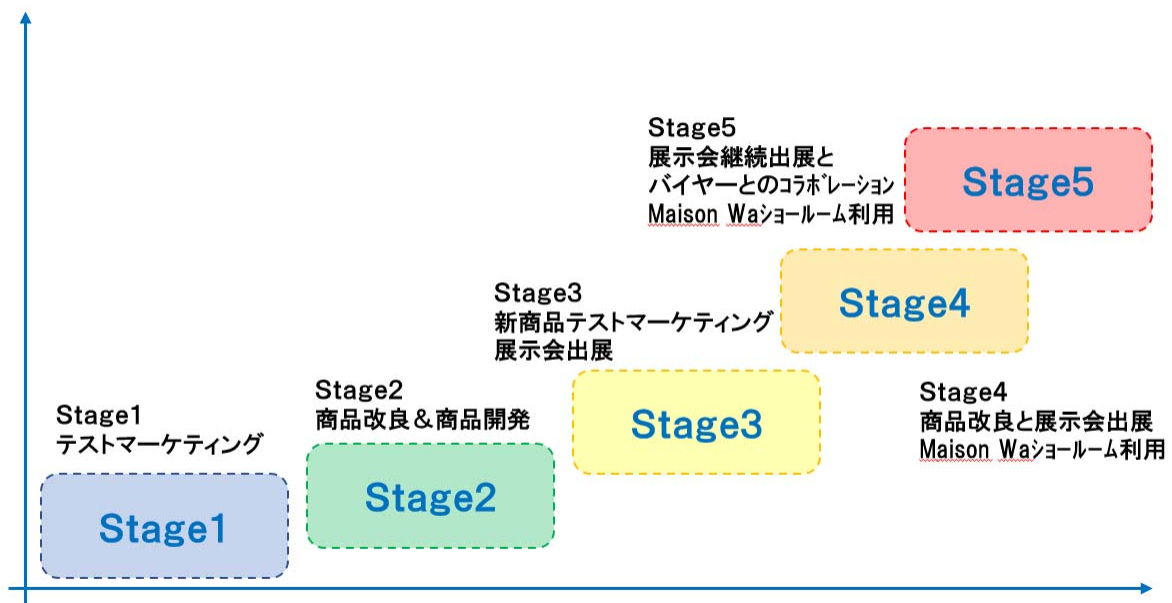 Stage1
テストマーケティング
Stage1
Stage2
商品改良＆商品開発
Stage2
Stage3
新商品テストマーケティング
展示会出展
Stage3
Stage4
Stage4
商品改良と展示会出展
Maison Waｼｮールーム利用
Stage5
展示会継続出展と
バイヤーとのｺﾗﾎﾞレーション
Maison Waｼｮールーム利用
Stage5